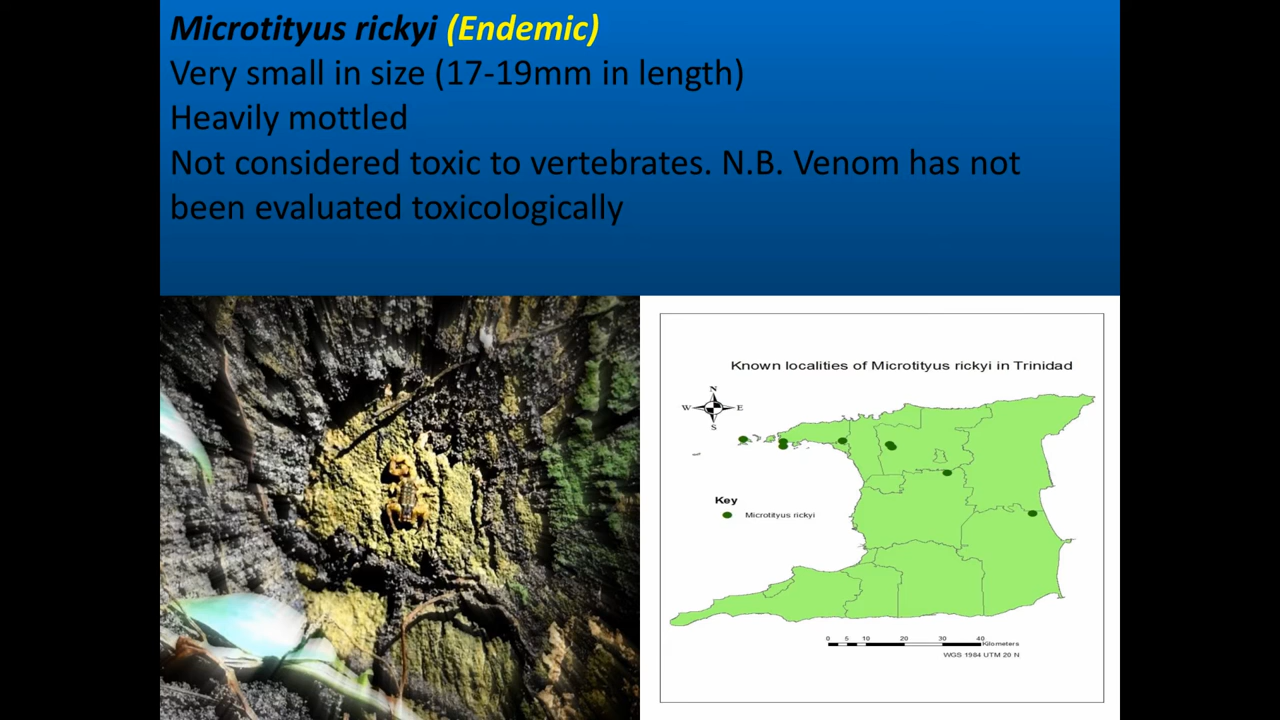 Microtityus rickyi (Endemic)
Very small in size (17-19mm in length)
Heavily mottled
Not considered toxic to vertebrates. N.B. Venom has not
been evaluated toxicologically
Known localities of Microtityus rickyi in Trinidad
N
W E
S
Key
Microtityus rickyi
0 5 10 20 30 40
Kilometers
WGS 1984 UTM 20 N